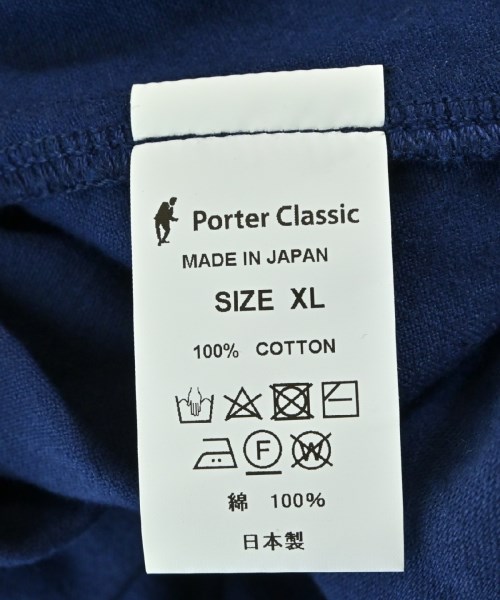 Porter Classic
MADE IN JAPAN
SIZE XL
100% COTTON
F W
綿 100%
日本製